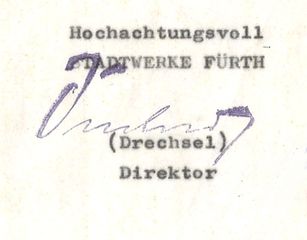 Hochachtungsvoll
STADTWERKE FÜRTH
(Drechsel)
Direktor